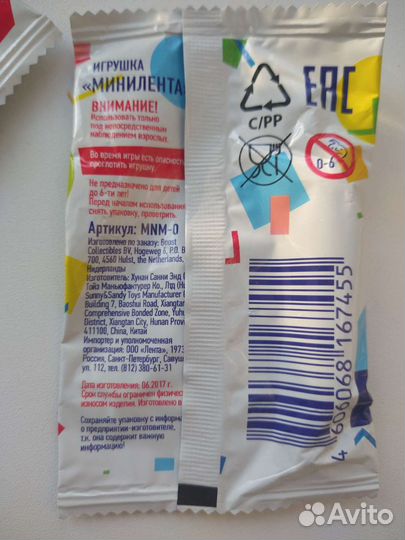 ИГРУШКА
«МИНИЛЕНТА
ВНИМАНИЕ!
Использовать только
под непосредственным
наблюдением взрослых.
Во время игры есть опасность
проглотить игрушку.
Не предназначено для детей
до 6-ти лет!
Перед началом использования
снять упаковку, проветрить.
Артикул: MNM-0
Изготовлено по заказу: Boost
Collectibles BV, Hogeweg 6, P.O. B
700, 4560 Hulst, the Netherlands,
Нидерланды
Изготовитель: Хунан Санни Энд С
Тойз Маньюфактурер Ко., Лтд (Hu
Sunny&Sandy Toys Manufacturer
Building 7, Baoshui Road, Xiangtan
Comprehensive Bonded Zone, Yuhu
District, Xiangtan City, Hunan Provi
411100, China, Китай
Импортер и уполномоченная
организация: ООО «Лента», 1973
Россия, Санкт-Петербург, Савуш
ул. 112, тел. (812) 380-61-31
Дата изготовления: 06.2017 г.
Срок службы ограничен физичес
износом изделия. Изготовлено в
Сохраняйте упаковку с информа
о предприятии-изготовителе,
т.к. она содержит важную
информацию!
C/PP
EAC
0-6
4 606068 167455
Avito